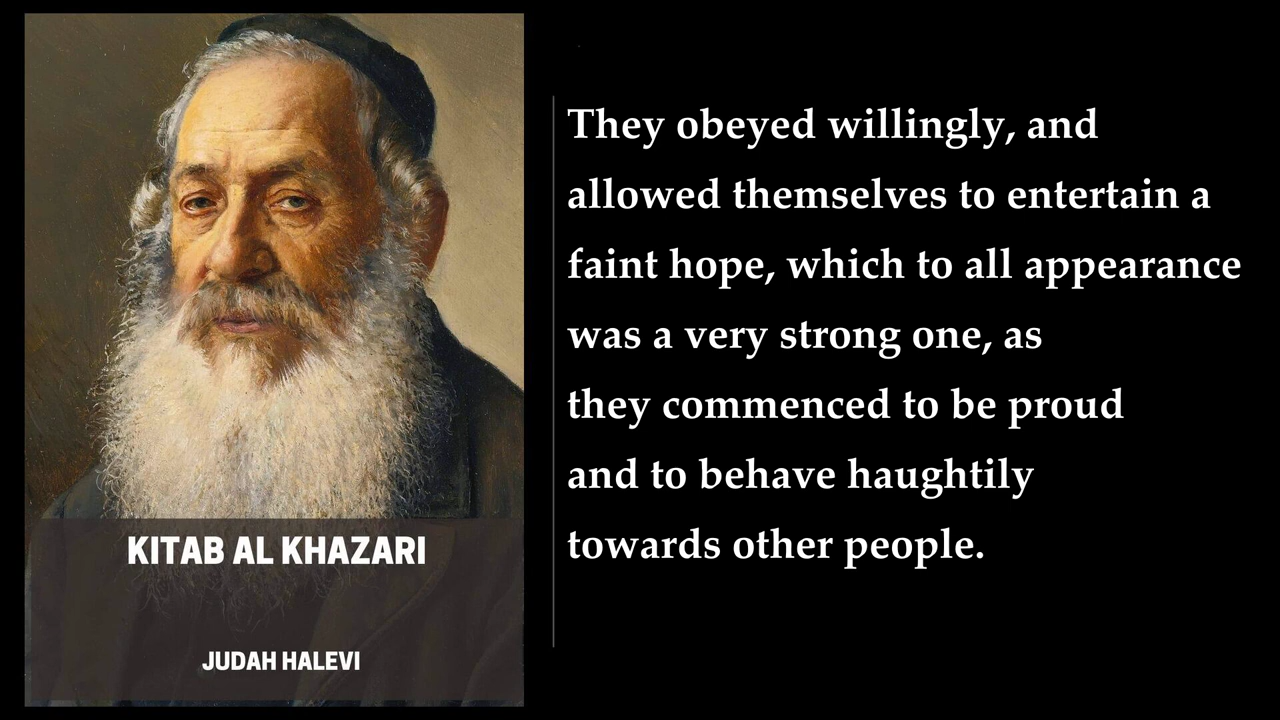 KITAB AL KHAZARI
JUDAH HALEVI
They obeyed willingly, and
allowed themselves to entertain a
faint hope, which to all appearance
was a very strong one, as
they commenced to be proud
and to behave haughtily
towards other people.